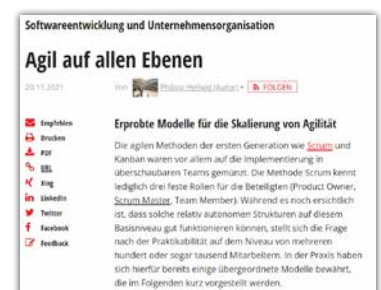 Softwareentwicklung und Unternehmensorganisation
Agil auf allen Ebenen
20.11.2021 Von Philipp (Autor) FOLGEN
Empfehlen
Drucken
PDF
URL
Xing
LinkedIn
Twitter
Facebook
Feedback
Erprobte Modelle für die Skalierung von Agilität
Die agilen Methoden der ersten Generation wie Scrum und
Kanban waren vor allem auf die Implementierung in
überschaubaren Teams gemünzt. Die Methode Scrum kennt
lediglich drei feste Rollen für die Beteiligten (Product Owner,
Scrum Master, Team Member). Während es noch ersichtlich
ist, dass solche relativ autonomen Strukturen auf diesem
Basisniveau gut funktionieren können, stellt sich die Frage
nach der Praktikabilität auf dem Niveau von mehreren
hundert oder sogar tausend Mitarbeitern. In der Praxis haben
sich hierfür bereits einige übergeordnete Modelle bewährt,
die im Folgenden kurz vorgestellt werden.